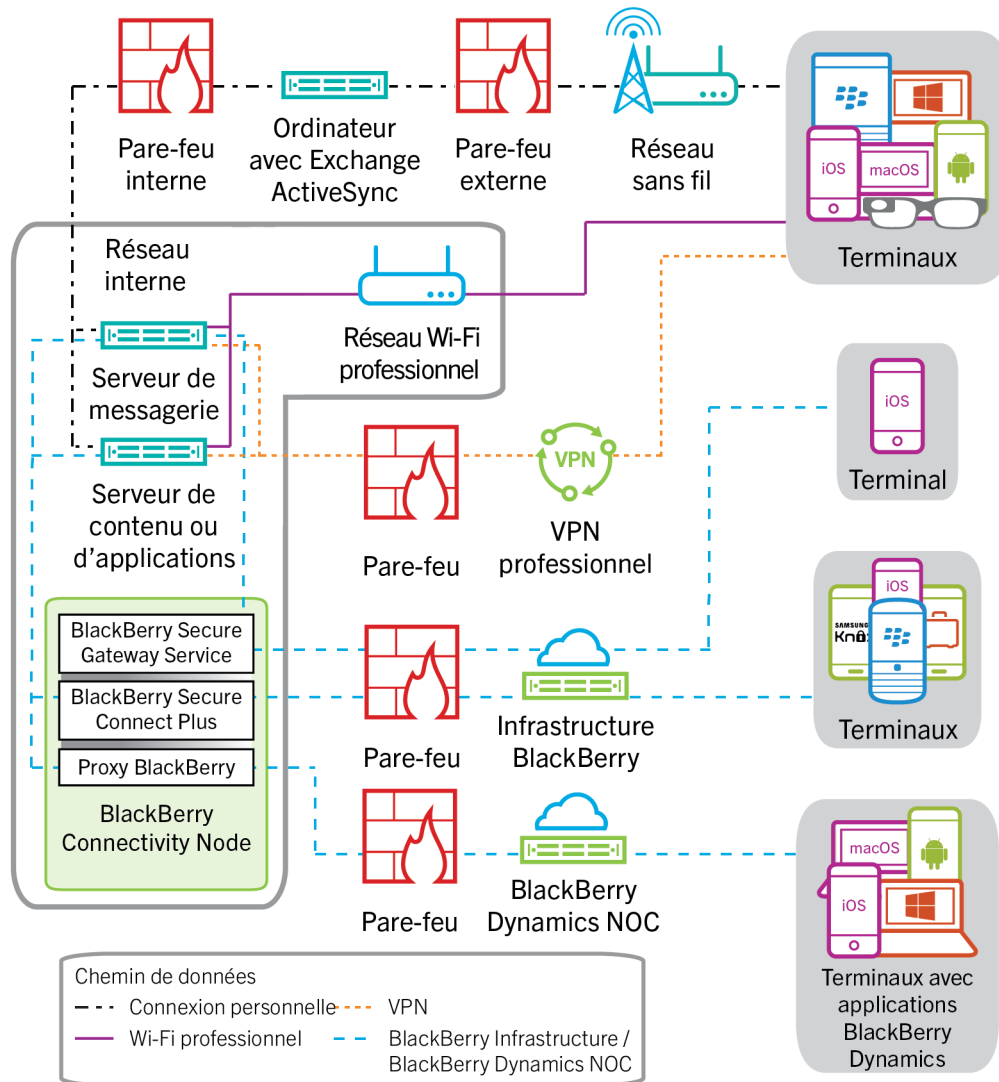 Pare-feu
interne
Ordinateur
avec Exchange
ActiveSync
Pare-feu
externe
Réseau
sans fil
iOS
macOS
Terminaux
Réseau
interne
Réseau Wi-Fi
professionnel
Serveur de
messagerie
iOS
Terminal
Serveur de
contenu ou
d'applications
Pare-feu
VPN
VPN
professionnel
BlackBerry Secure
Gateway Service
BlackBerry Secure
Connect Plus
Proxy BlackBerry
BlackBerry
Connectivity Node
Pare-feu
Infrastructure
BlackBerry
iOS
SAMSUNG
Terminaux
Pare-feu
BlackBerry
Dynamics NOC
macOS
iOS
Terminaux avec
applications
BlackBerry
Dynamics
Chemin de données
Connexion personnelle
VPN
Wi-Fi professionnel
BlackBerry Infrastructure /
BlackBerry Dynamics NOC